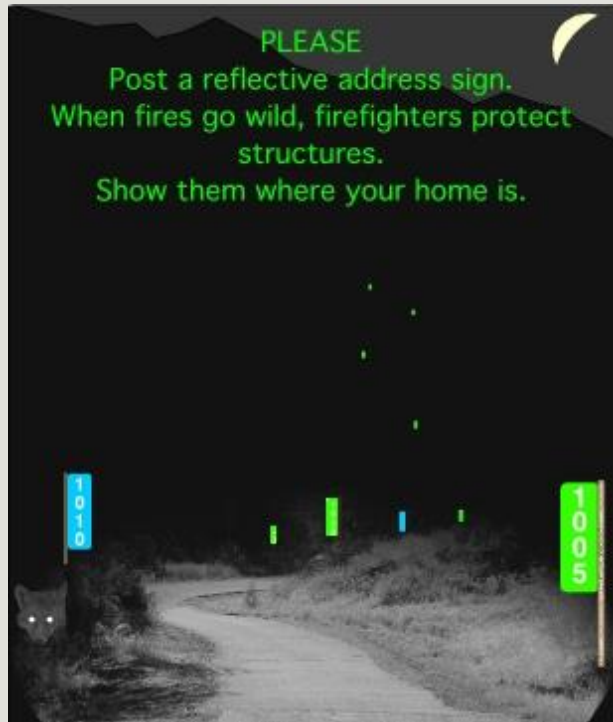 PLEASE
Post a reflective address sign.
When fires go wild, firefighters protect
structures.
Show them where your home is.
1010
1005